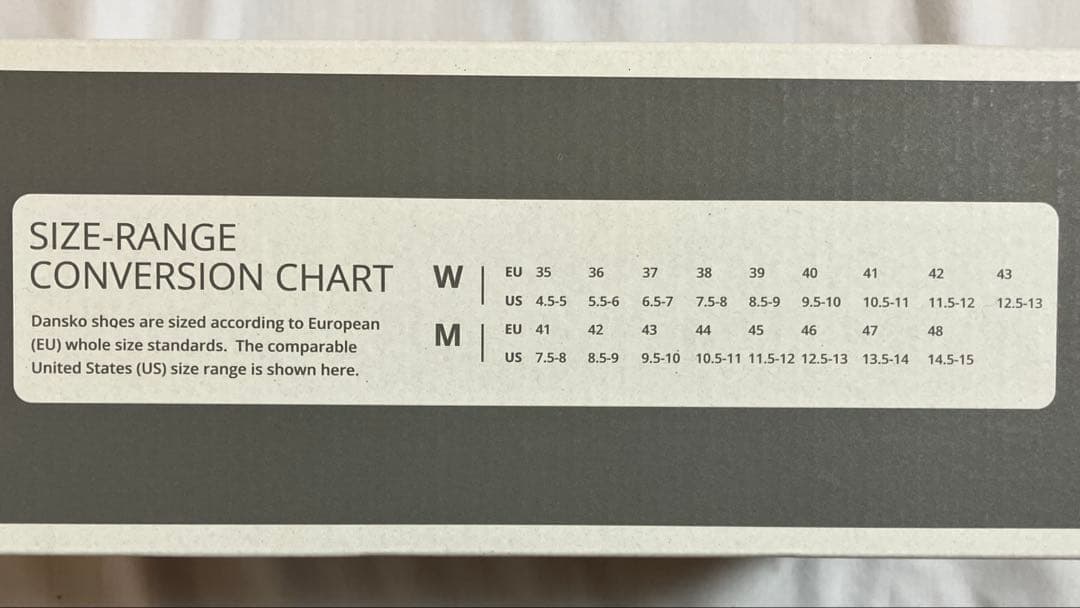 SIZE-RANGE
CONVERSION CHART
Dansko shoes are sized according to European
(EU) whole size standards. The comparable
United States (US) size range is shown here.
W | EU 35 36 37 38 39 40 41 42 43
US 4.5-5 5.5-6 6.5-7 7.5-8 8.5-9 9.5-10 10.5-11 11.5-12 12.5-13
M | EU 41 42 43 44 45 46 47 48
US 7.5-8 8.5-9 9.5-10 10.5-11 11.5-12 12.5-13 13.5-14 14.5-15